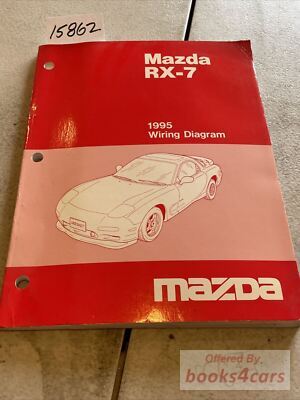 15862
Mazda
RX-7
1995
Wiring Diagram
mazda
Offered By
books4cars